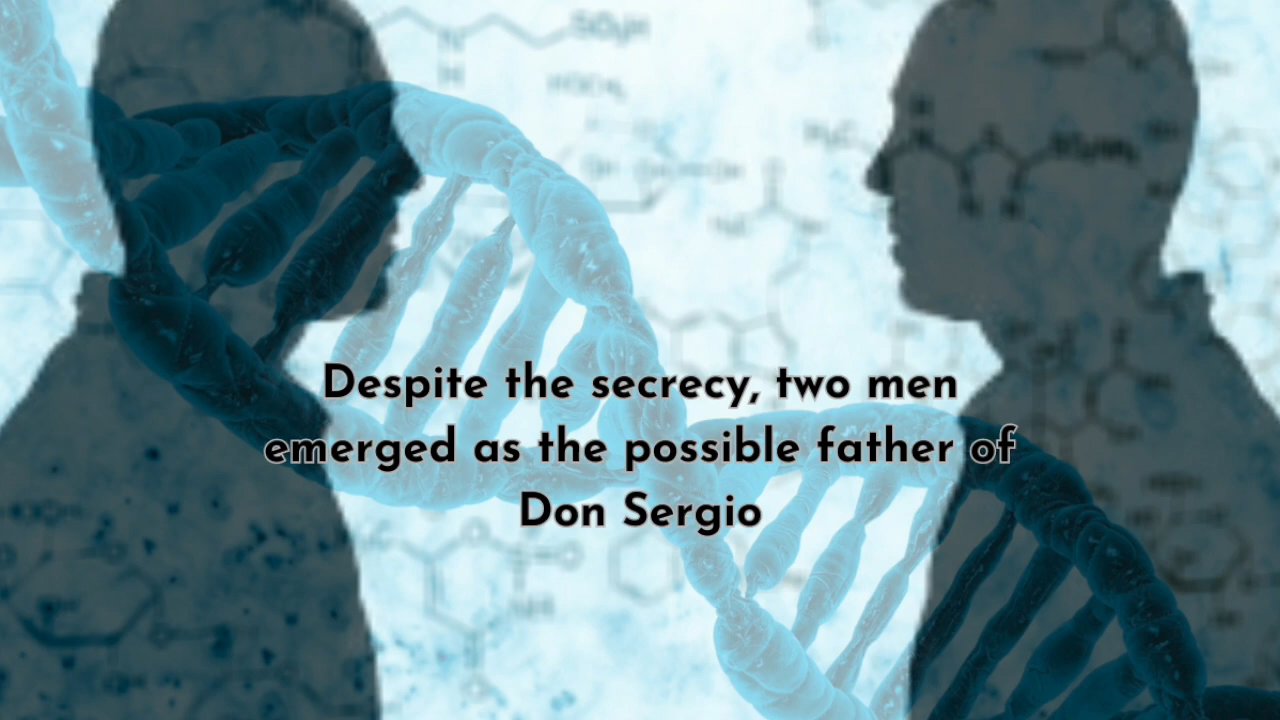 Despite the secrecy, two men
emerged as the possible father of
Don Sergio